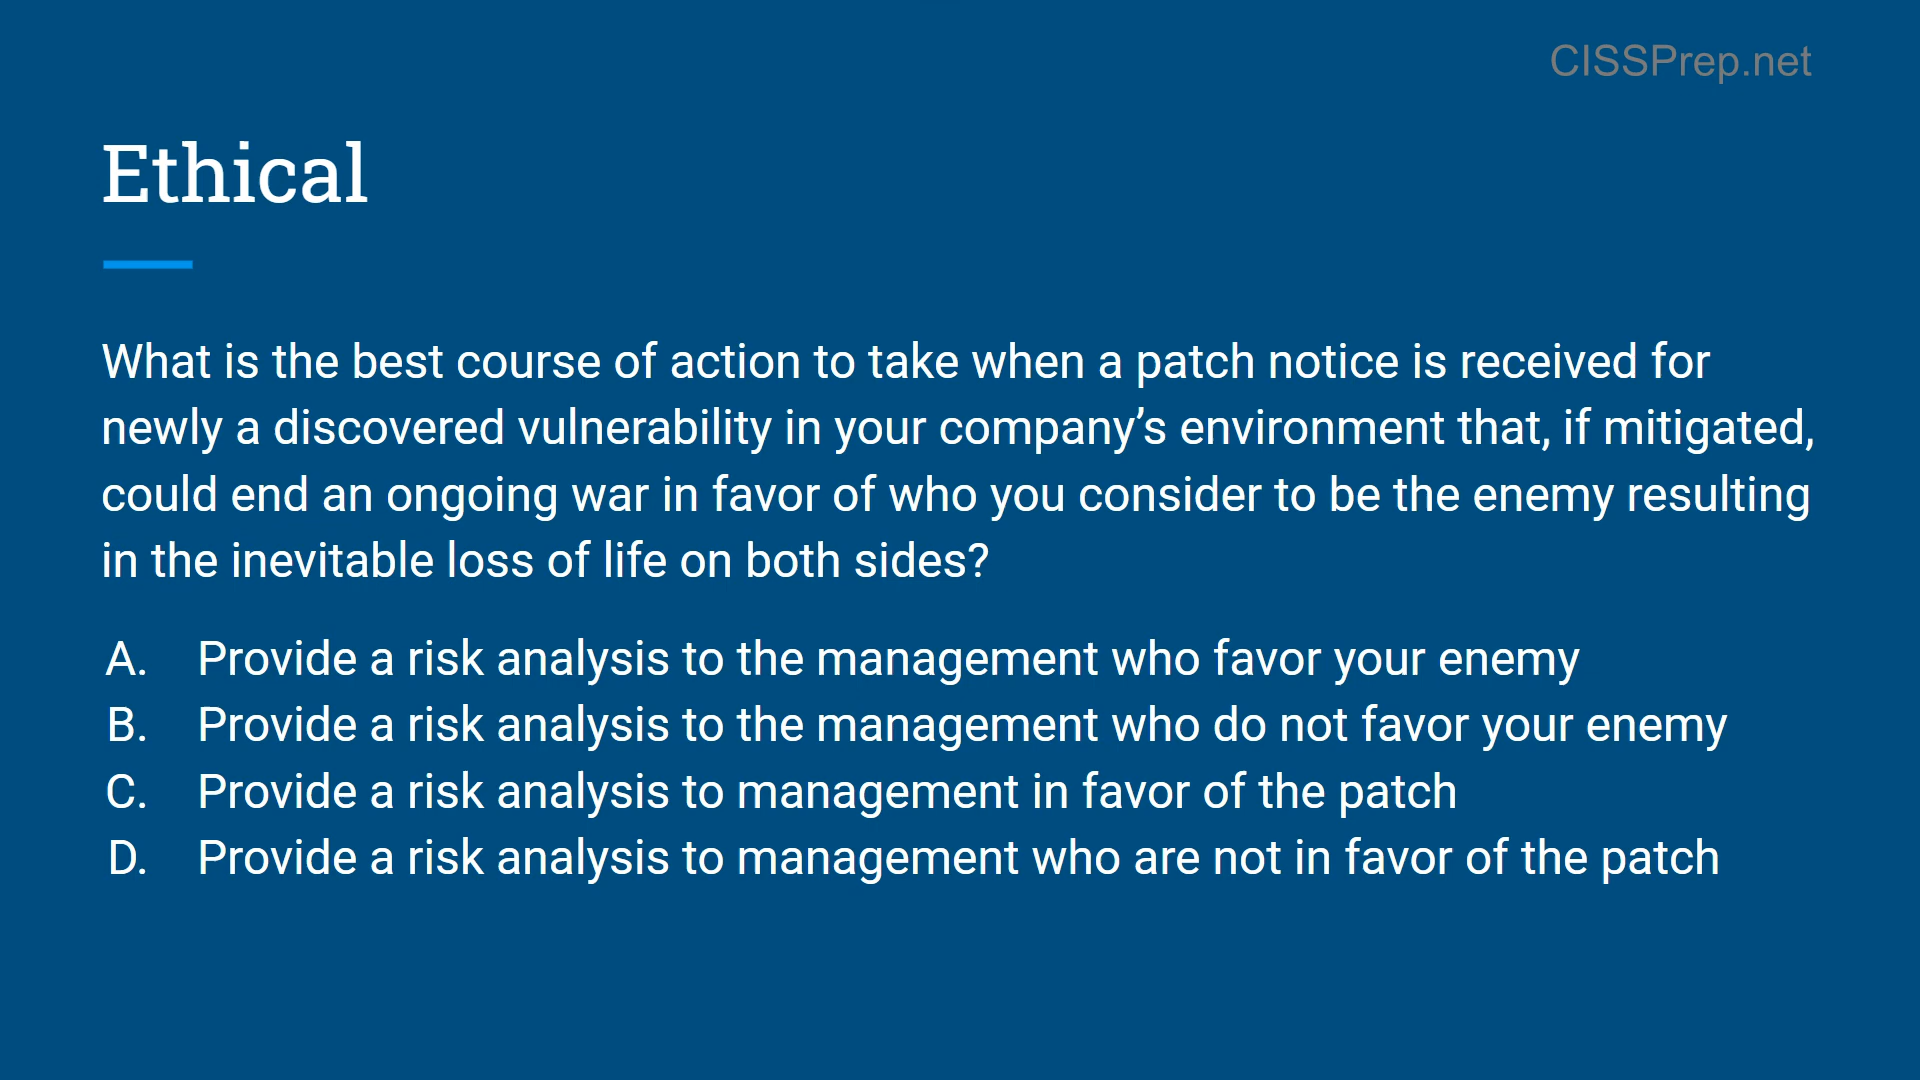 CISSPrep.net
Ethical
What is the best course of action to take when a patch notice is received for
newly a discovered vulnerability in your company’s environment that, if mitigated,
could end an ongoing war in favor of who you consider to be the enemy resulting
in the inevitable loss of life on both sides?
A. Provide a risk analysis to the management who favor your enemy
B. Provide a risk analysis to the management who do not favor your enemy
C. Provide a risk analysis to management in favor of the patch
D. Provide a risk analysis to management who are not in favor of the patch